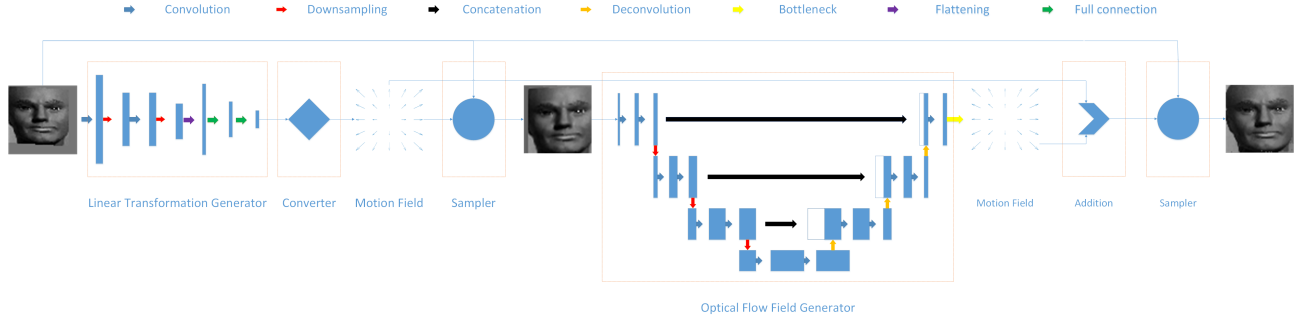 Convolution Downsampling Concatenation Deconvolution Bottleneck Flattening Full connection
Linear Transformation Generator Converter Motion Field Sampler Motion Field Addition Sampler
Optical Flow Field Generator